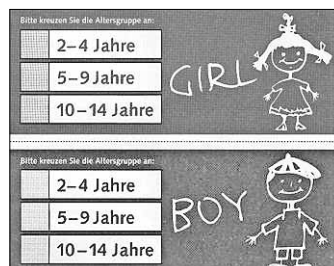 Bitte kreuzen Sie die Altersgruppe an:
2–4 Jahre
5–9 Jahre
10–14 Jahre
GIRL
Bitte kreuzen Sie die Altersgruppe an:
2–4 Jahre
5–9 Jahre
10–14 Jahre
BOY